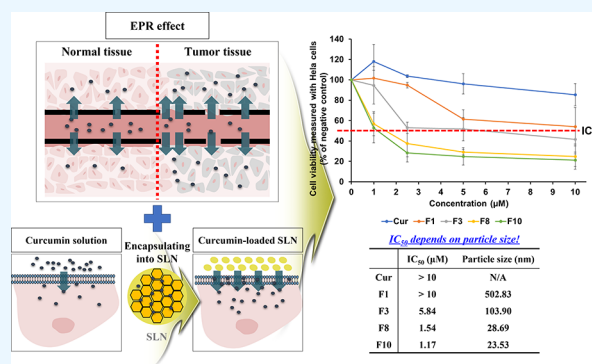 EPR effect
Normal tissue
Tumor tissue
Curcumin solution
Encapsulating
into SLN
SLN
Curcumin-loaded SLN
Cell viability measured with Hela cells
(% of negative control)
140
120
100
80
60
40
20
0
IC
0 1 2 3 4 5 6 7 8 9 10
Concentration (μM)
Cur F1 F3 F8 F10
IC50 depends on particle size!
IC50 (μM) Particle size (nm)
Cur > 10 N/A
F1 > 10 502.83
F3 5.84 103.90
F8 1.54 28.69
F10 1.17 23.53